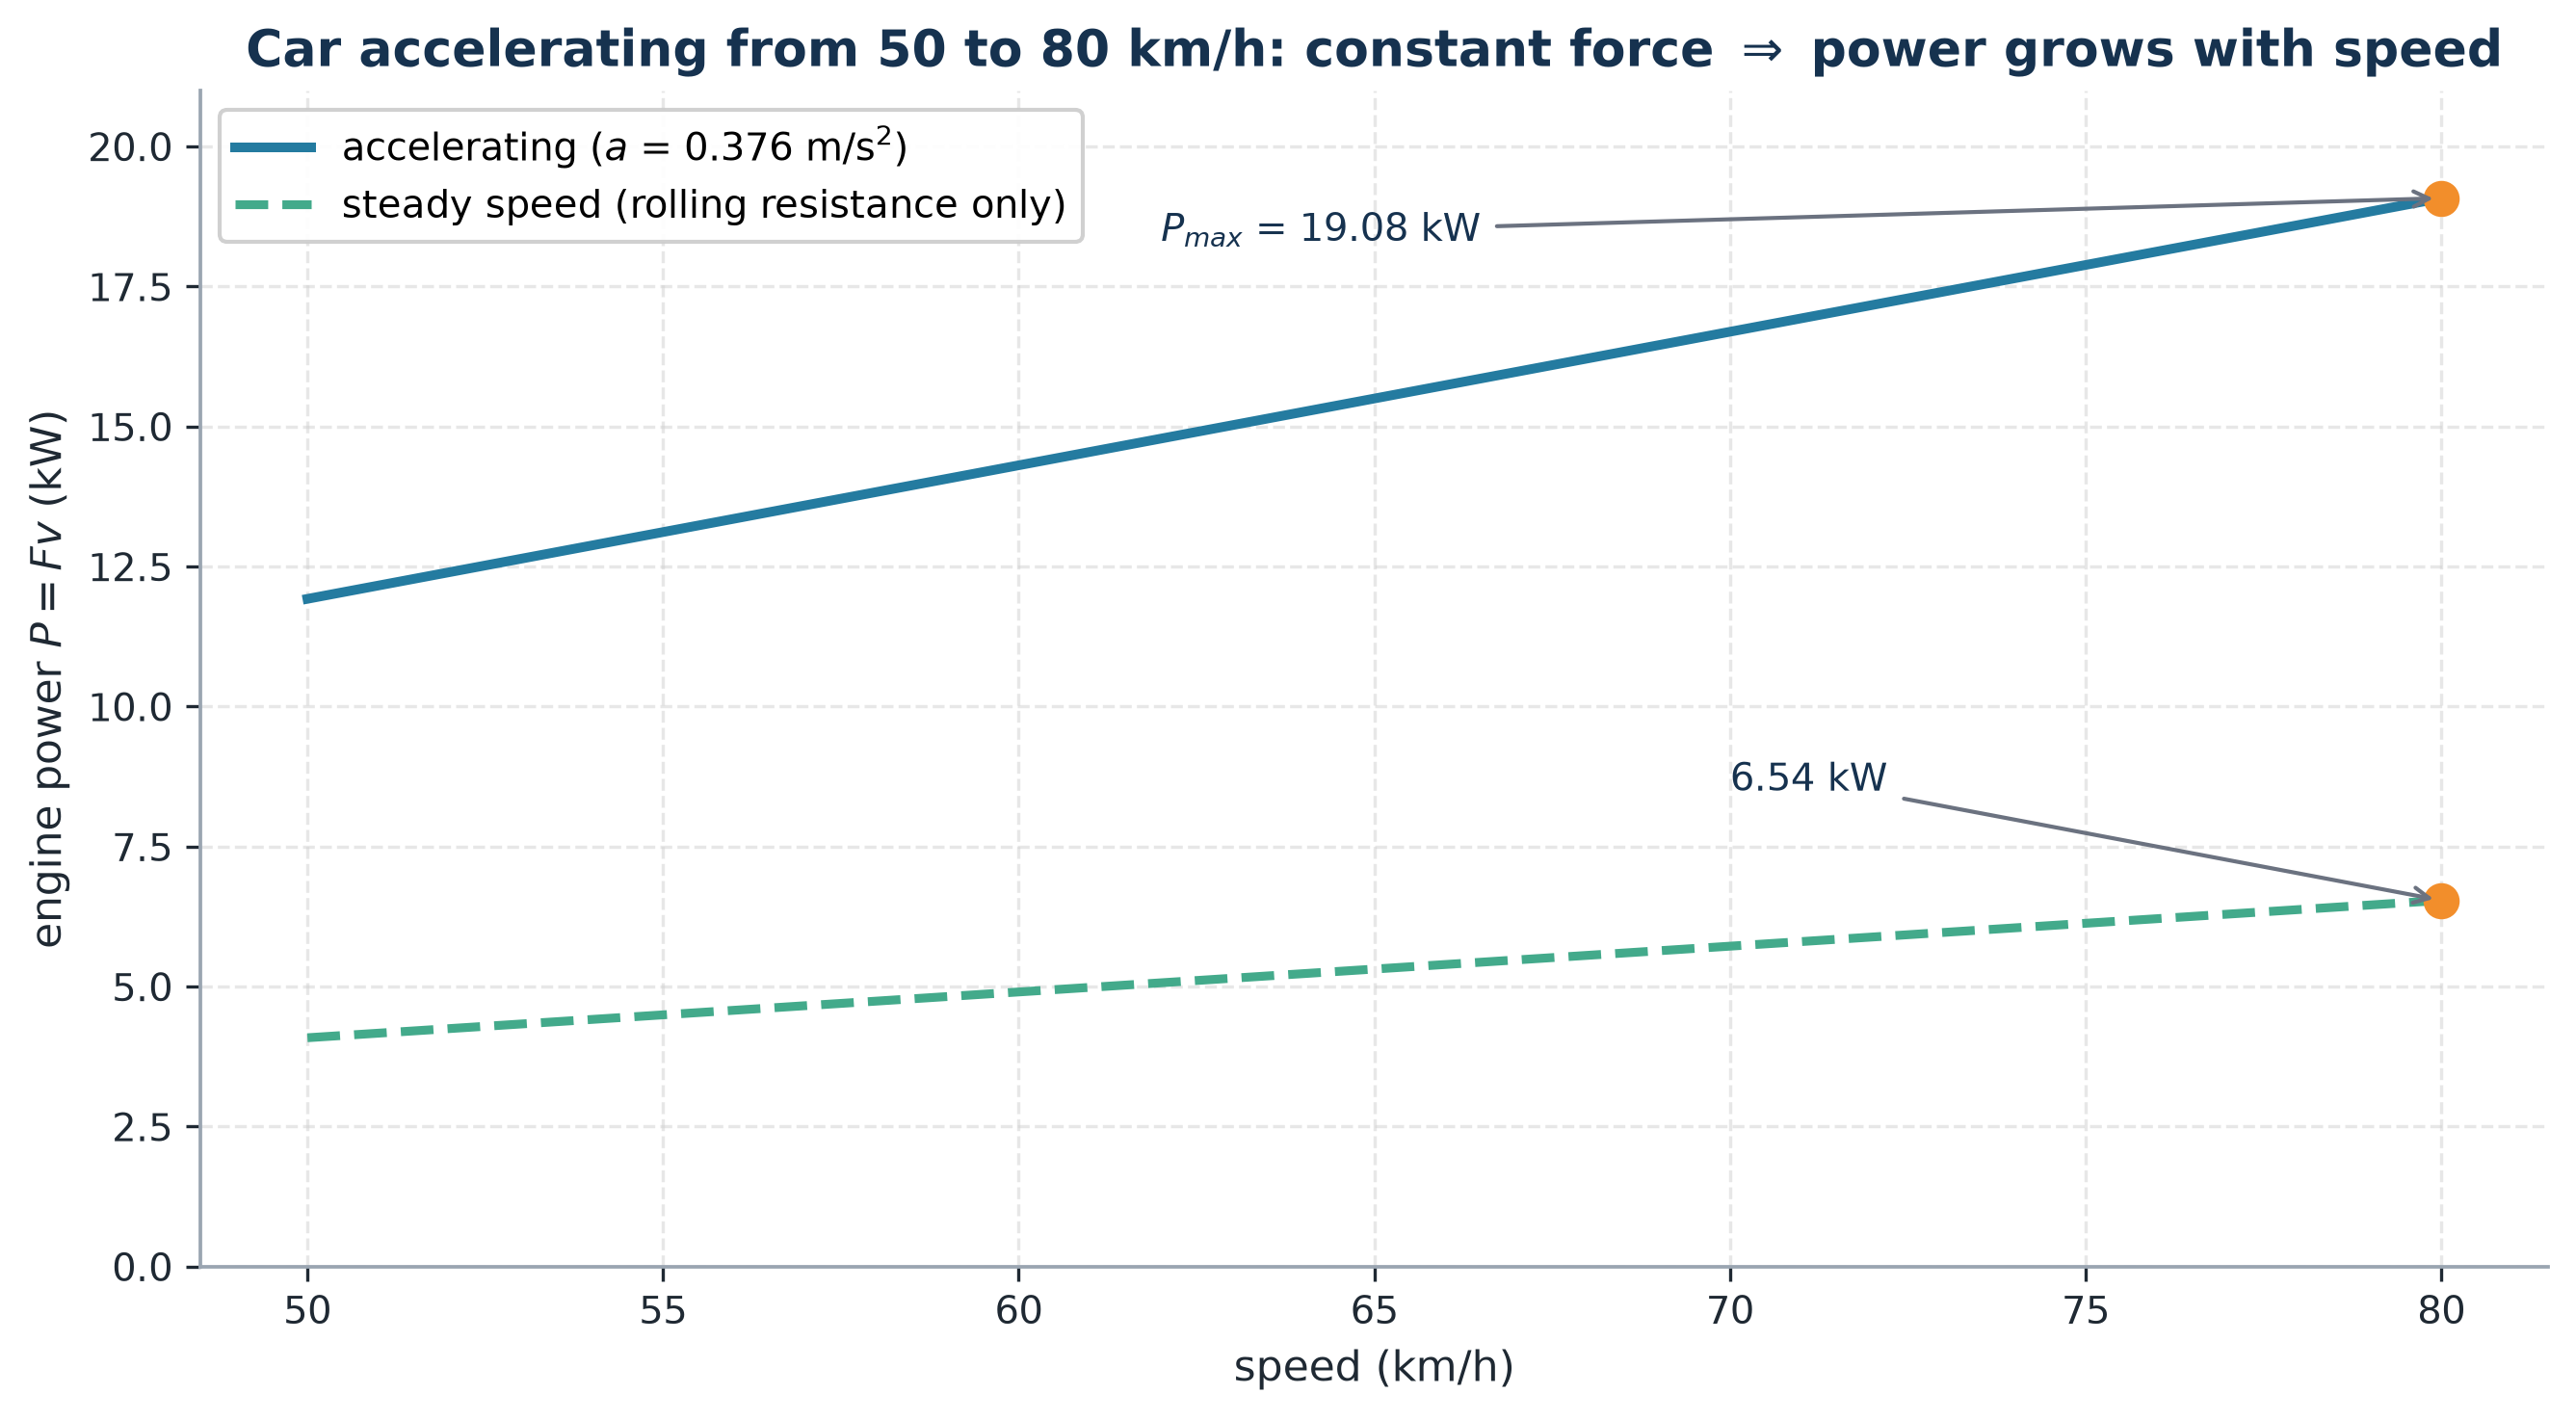 Car accelerating from 50 to 80 km/h: constant force ⇒ power grows with speed
accelerating (a = 0.376 m/s²)
steady speed (rolling resistance only)
P_max = 19.08 kW
6.54 kW
engine power P = Fv (kW)
20.0
17.5
15.0
12.5
10.0
7.5
5.0
2.5
0.0
50 55 60 65 70 75 80
speed (km/h)